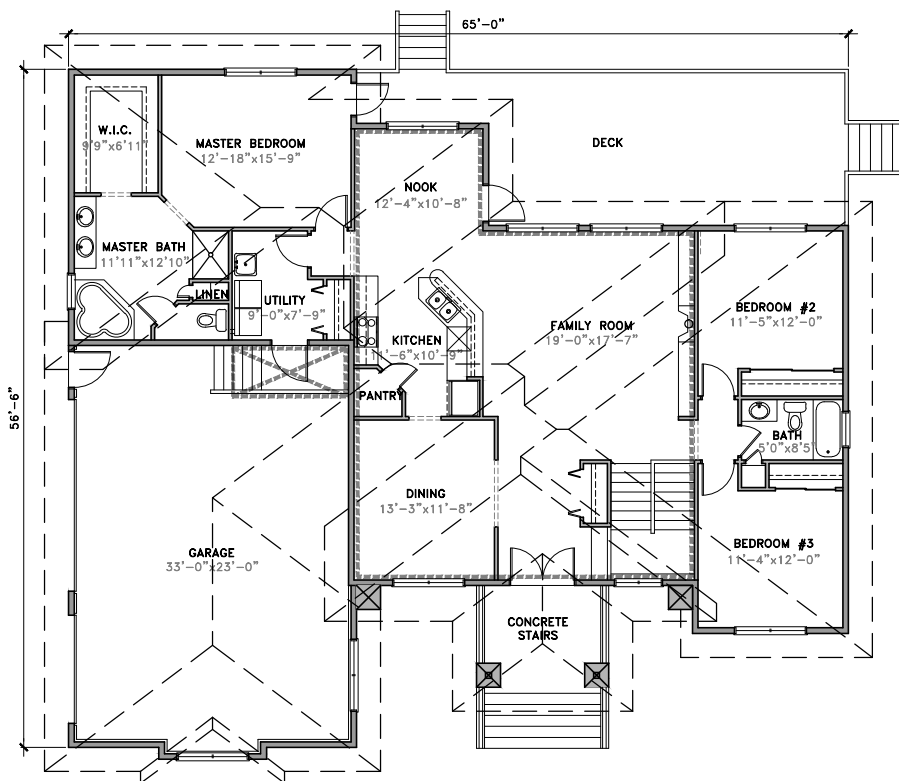 65'-0"
56'-6"
W.I.C.
9'9"x6'11"
MASTER BEDROOM
12'-18"x15'-9"
DECK
NOOK
12'-4"x10'-8"
MASTER BATH
11'11"x12'10"
LINEN
UTILITY
9'-0"x7'-9"
KITCHEN
1'-6"x10'-9"
FAMILY ROOM
19'-0"x17'-7"
BEDROOM #2
11'-5"x12'-0"
PANTRY
BATH
5'0"x8'5"
DINING
13'-3"x11'-8"
GARAGE
33'-0"x23'-0"
BEDROOM #3
11'-4"x12'-0"
CONCRETE
STAIRS